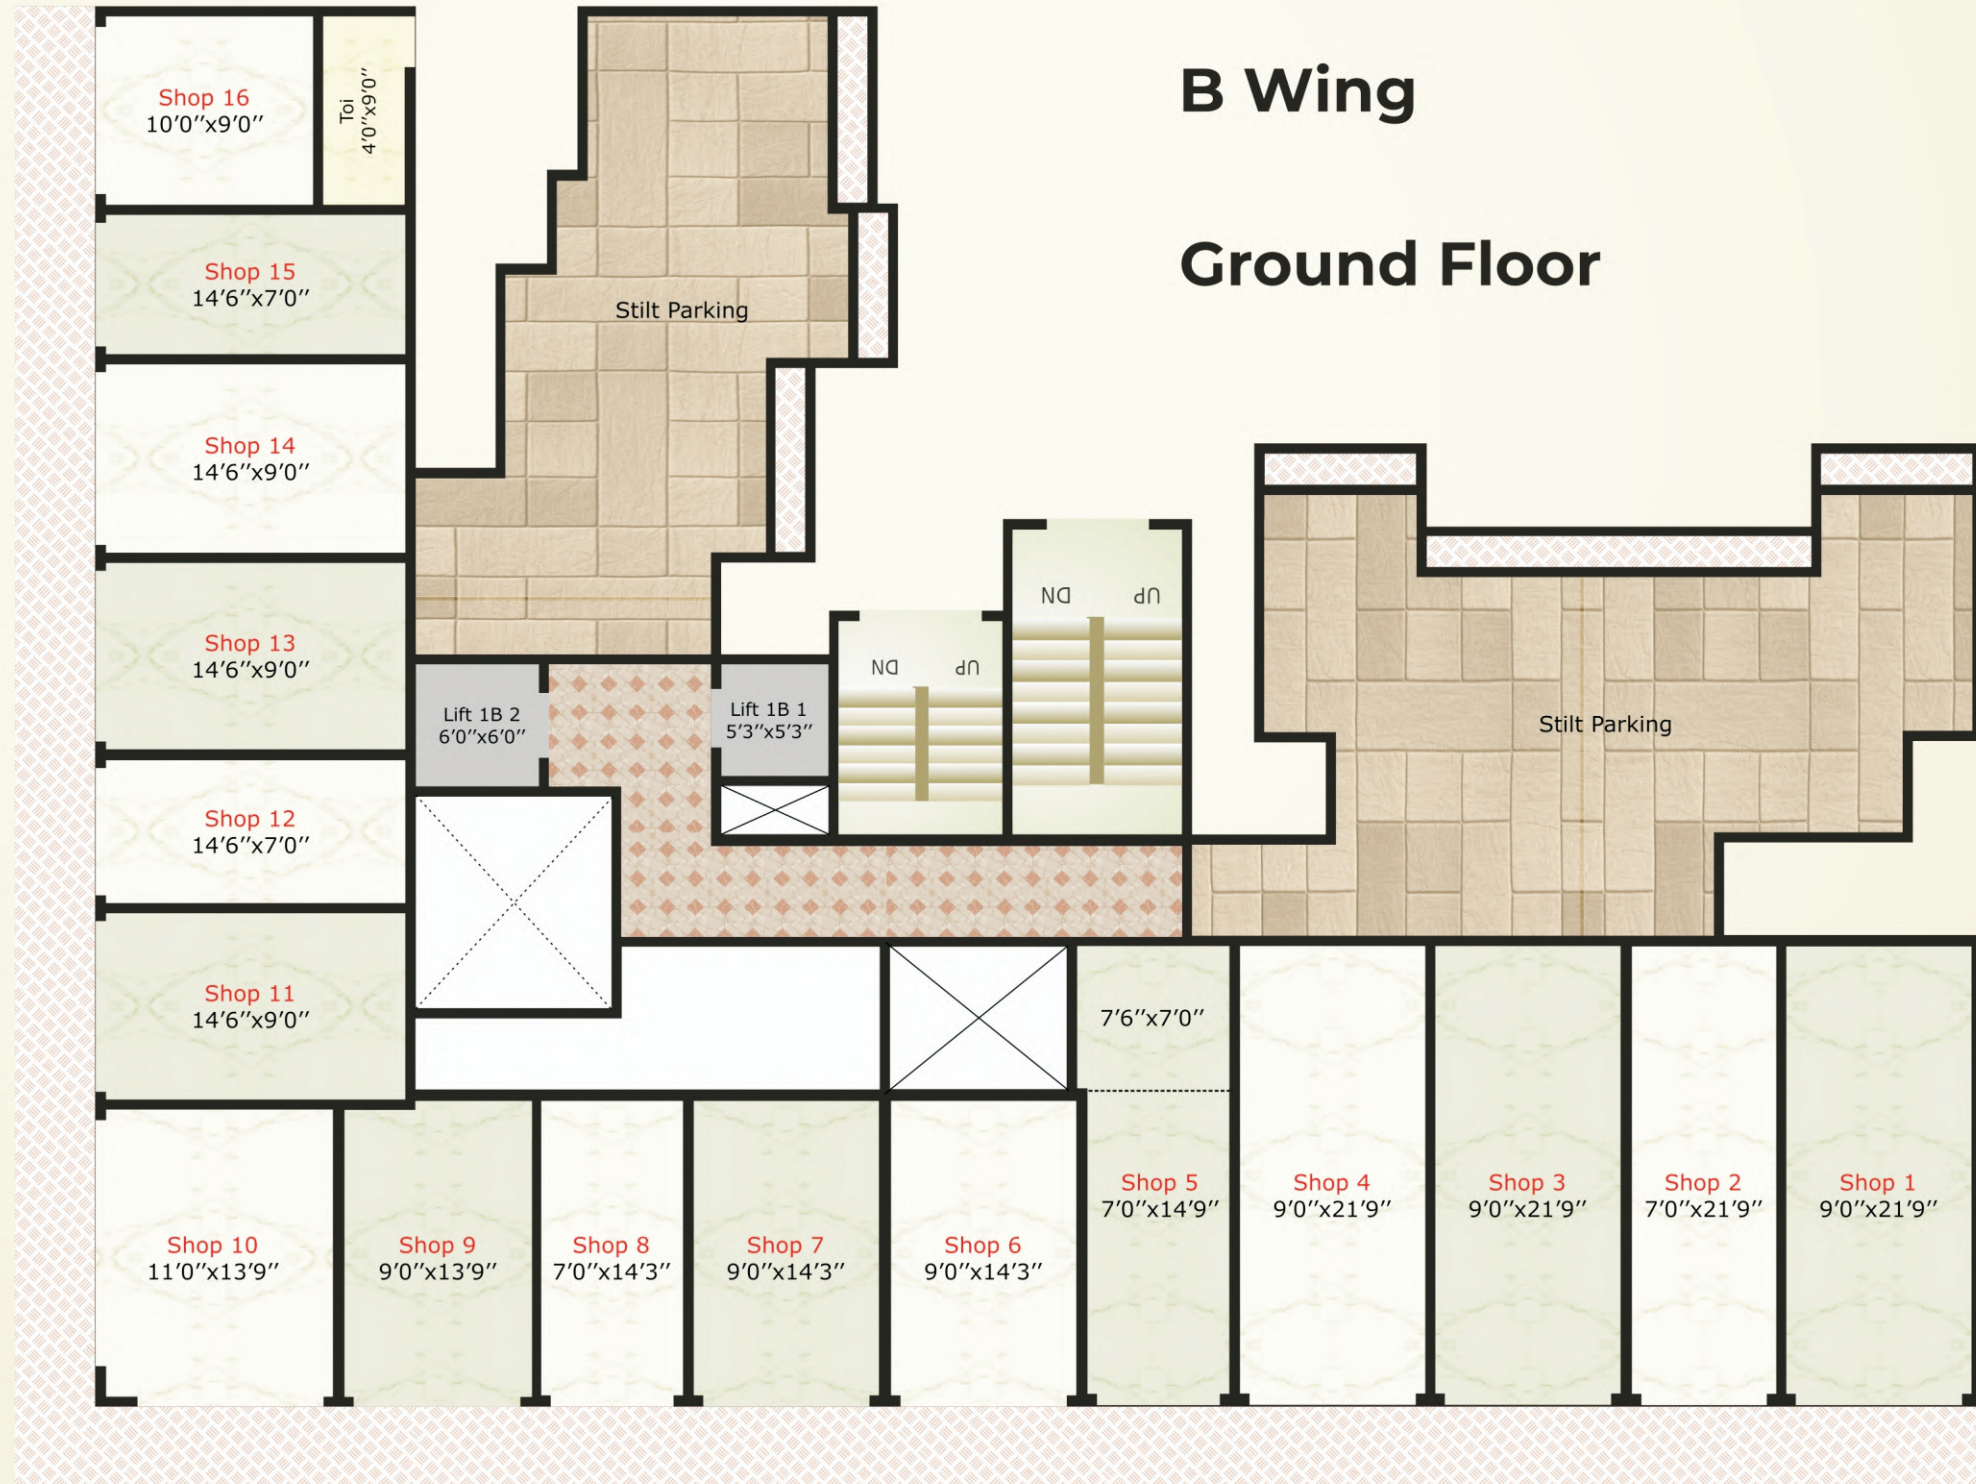 B Wing
Ground Floor
Shop 16
10'0''x9'0''
Toi
4'0''x9'0''
Shop 15
14'6''x7'0''
Stilt Parking
Shop 14
14'6''x9'0''
Shop 13
14'6''x9'0''
DN
UP
DN
UP
Lift 1B 2
6'0''x6'0''
Lift 1B 1
5'3''x5'3''
Stilt Parking
Shop 12
14'6''x7'0''
Shop 11
14'6''x9'0''
7'6''x7'0''
Shop 10
11'0''x13'9''
Shop 9
9'0''x13'9''
Shop 8
7'0''x14'3''
Shop 7
9'0''x14'3''
Shop 6
9'0''x14'3''
Shop 5
7'0''x14'9''
Shop 4
9'0''x21'9''
Shop 3
9'0''x21'9''
Shop 2
7'0''x21'9''
Shop 1
9'0''x21'9''